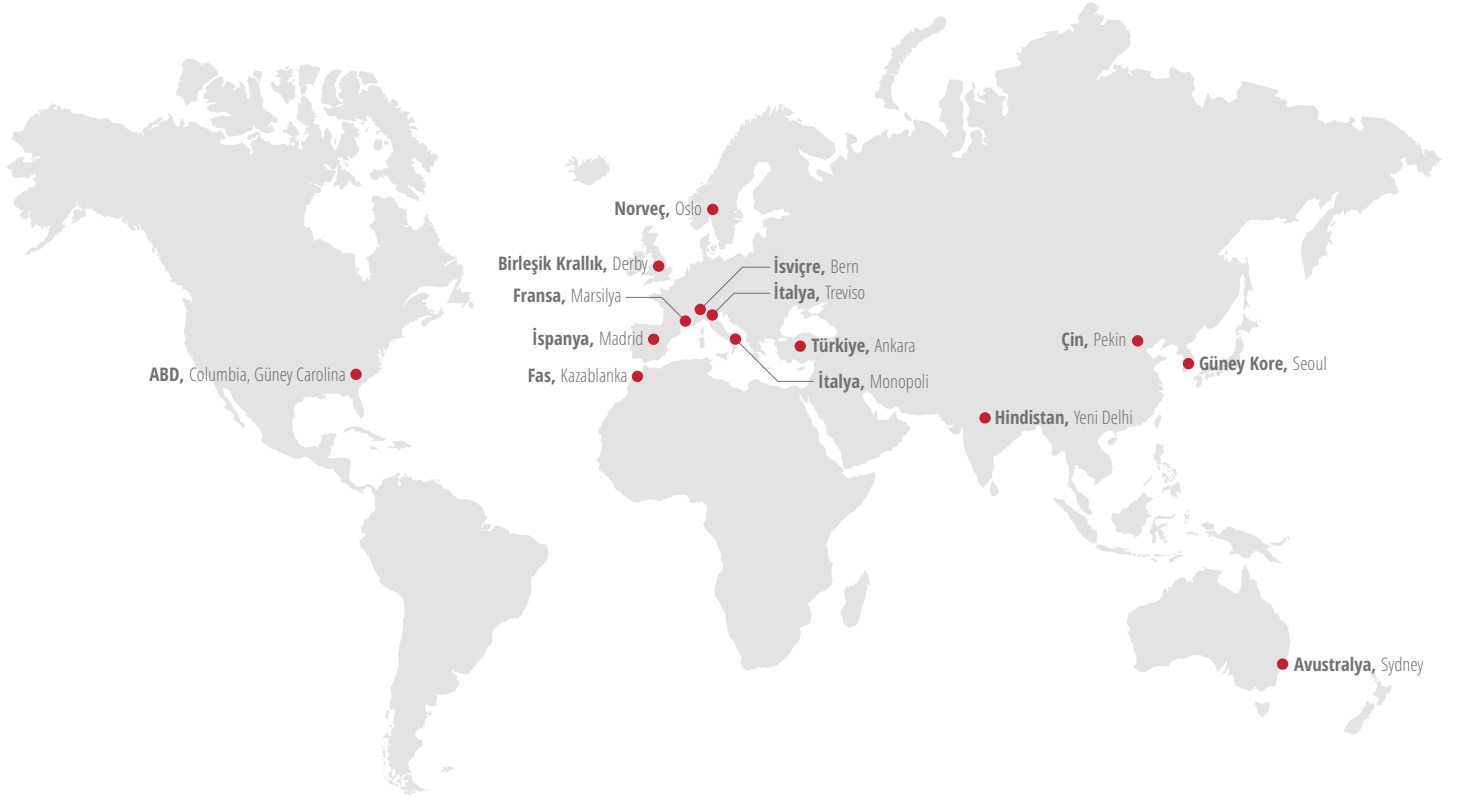 Norveç, Oslo
Birleşik Krallık, Derby
İsviçre, Bern
Fransa, Marsilya
İtalya, Treviso
İspanya, Madrid
Türkiye, Ankara
Çin, Pekin
Güney Kore, Seoul
ABD, Columbia, Güney Carolina
Fas, Kazablanka
İtalya, Monopoli
Hindistan, Yeni Delhi
Avustralya, Sydney